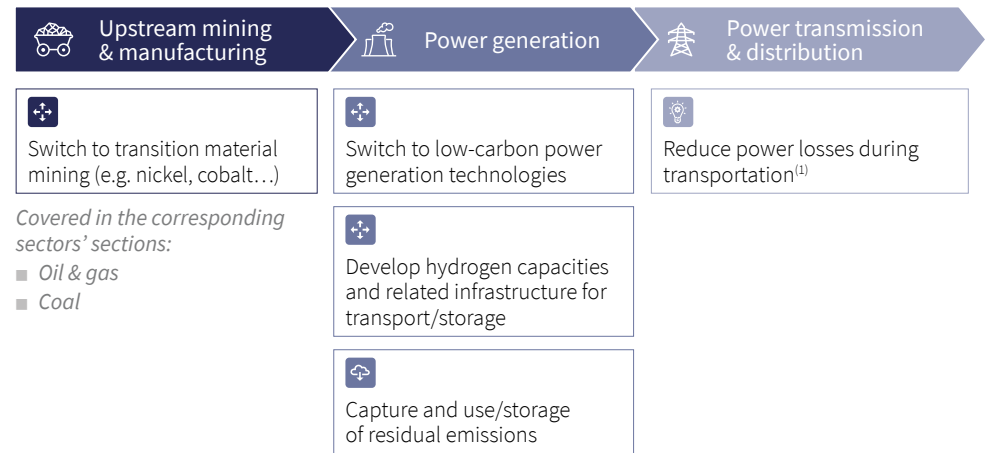 Upstream mining
& manufacturing
Power generation
Power transmission
& distribution
Switch to transition material
mining (e.g. nickel, cobalt…)
Covered in the corresponding
sectors’ sections:
■ Oil & gas
■ Coal
Switch to low-carbon power
generation technologies
Develop hydrogen capacities
and related infrastructure for
transport/storage
Capture and use/storage
of residual emissions
Reduce power losses during
transportation(1)